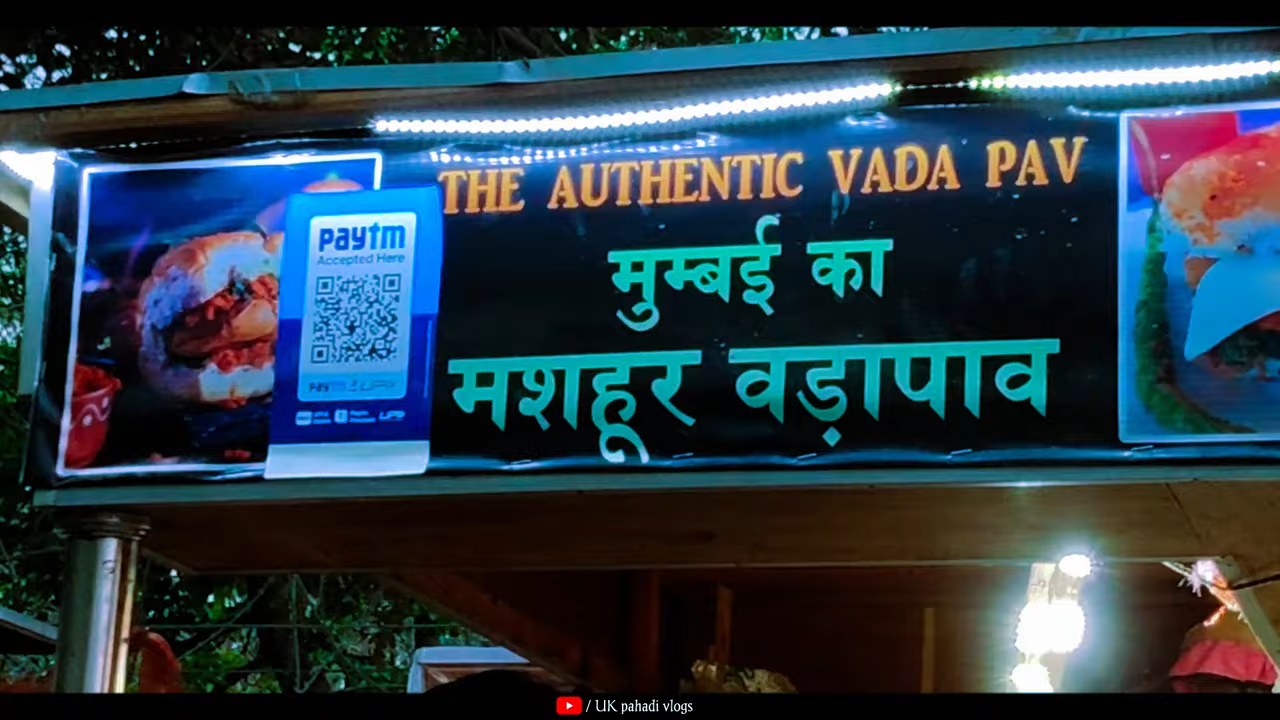 THE AUTHENTIC VADA PAV
मुम्बई का
मशहूर वड़ापाव
paytm
Accepted Here
/ UK pahadi vlogs